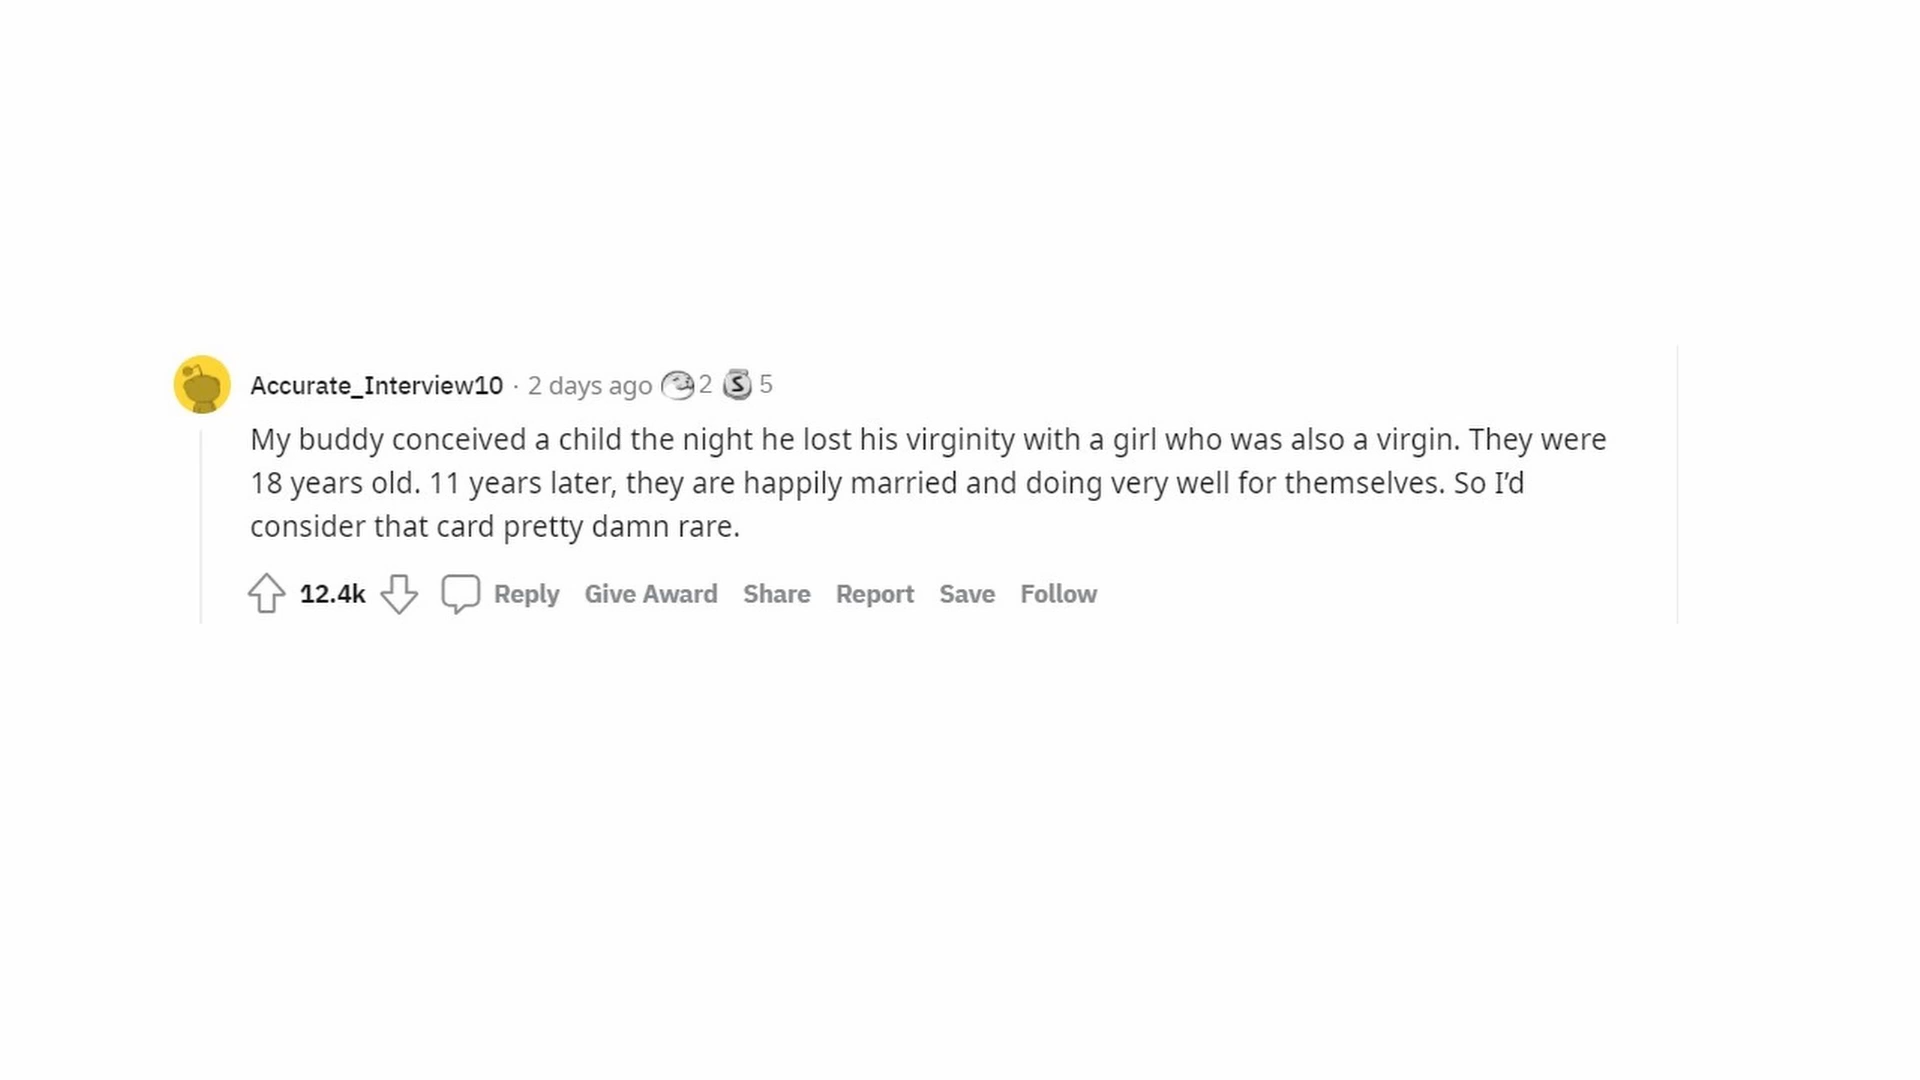 Accurate_Interview10 · 2 days ago 2 S 5
My buddy conceived a child the night he lost his virginity with a girl who was also a virgin. They were
18 years old. 11 years later, they are happily married and doing very well for themselves. So I’d
consider that card pretty damn rare.
12.4k Reply Give Award Share Report Save Follow